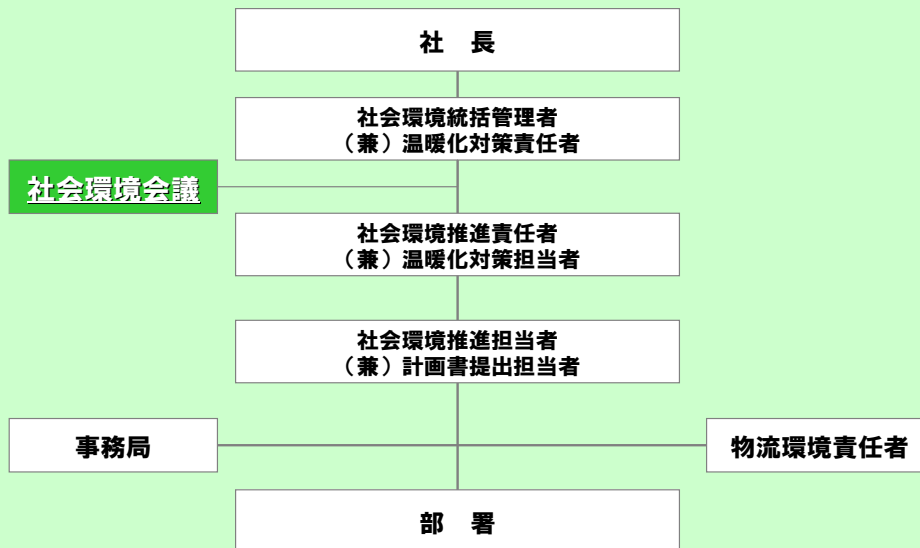 社　長
社会環境統括管理者
（兼）温暖化対策責任者
社会環境会議
社会環境推進責任者
（兼）温暖化対策担当者
社会環境推進担当者
（兼）計画書提出担当者
事務局
物流環境責任者
部　署